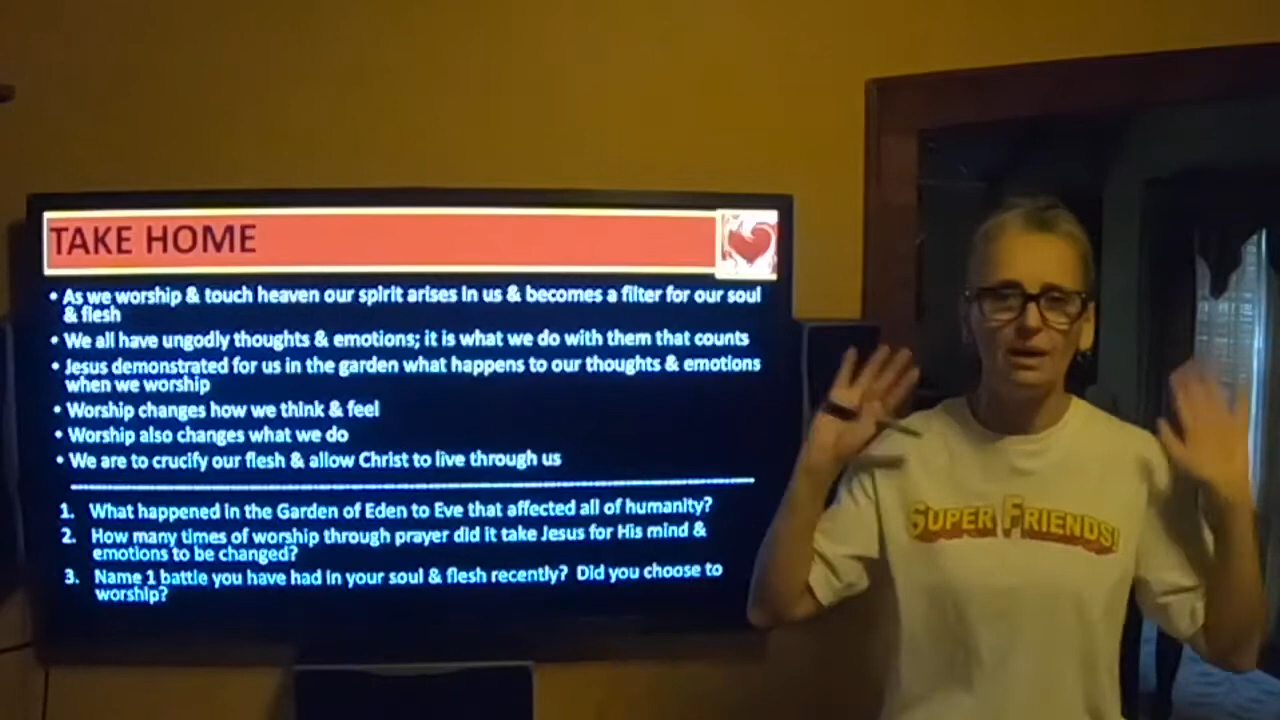 TAKE HOME
• As we worship & touch heaven our spirit arises in us & becomes a filter for our soul
& flesh
• We all have ungodly thoughts & emotions; it is what we do with them that counts
• Jesus demonstrated for us in the garden what happens to our thoughts & emotions
when we worship
• Worship changes how we think & feel
• Worship also changes what we do
• We are to crucify our flesh & allow Christ to live through us
1. What happened in the Garden of Eden to Eve that affected all of humanity?
2. How many times of worship through prayer did it take Jesus for His mind &
emotions to be changed?
3. Name 1 battle you have had in your soul & flesh recently? Did you choose to
worship?
SUPER FRIENDS!